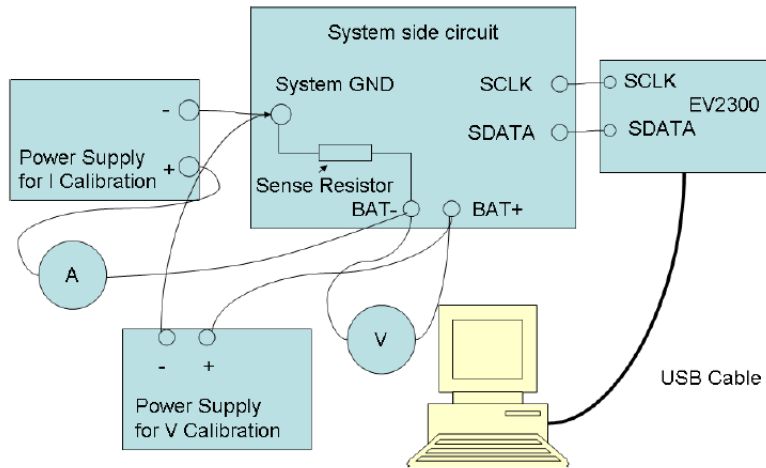 System side circuit
System GND
SCLK
SCLK
EV2300
-
SDATA
SDATA
Power Supply
for I Calibration
+
Sense Resistor
BAT-
BAT+
A
V
-
+
USB Cable
Power Supply
for V Calibration